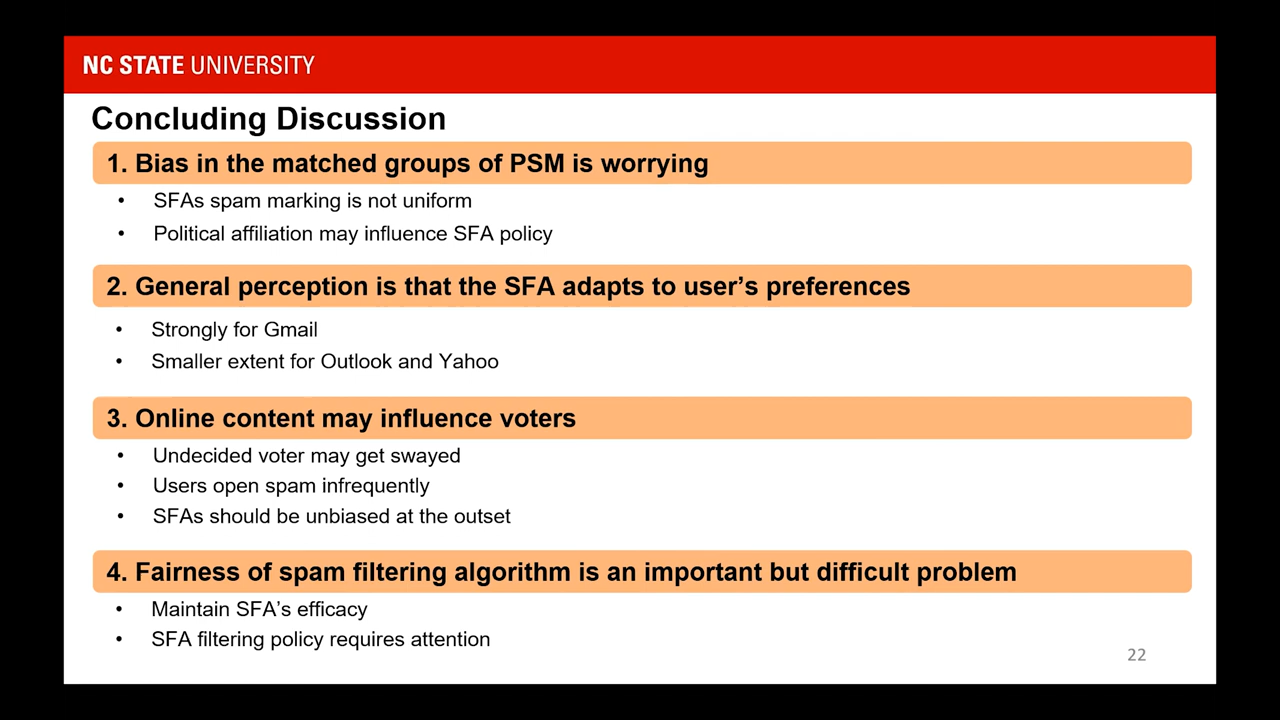 NC STATE UNIVERSITY
Concluding Discussion
1. Bias in the matched groups of PSM is worrying
• SFAs spam marking is not uniform
• Political affiliation may influence SFA policy
2. General perception is that the SFA adapts to user’s preferences
• Strongly for Gmail
• Smaller extent for Outlook and Yahoo
3. Online content may influence voters
• Undecided voter may get swayed
• Users open spam infrequently
• SFAs should be unbiased at the outset
4. Fairness of spam filtering algorithm is an important but difficult problem
• Maintain SFA’s efficacy
• SFA filtering policy requires attention
22